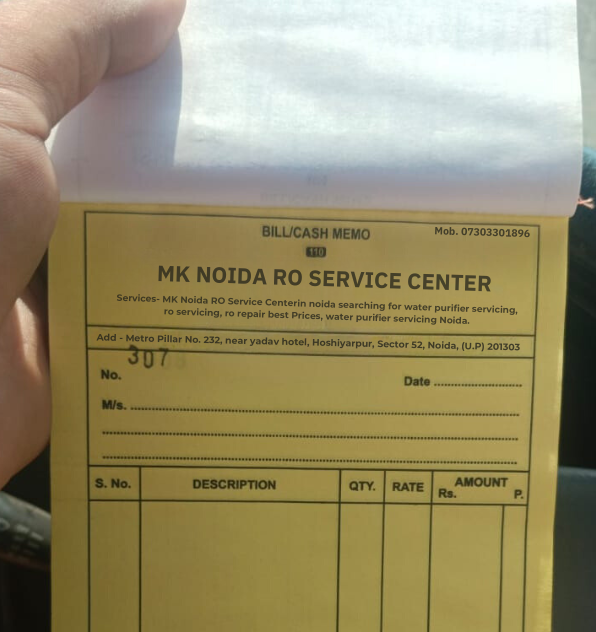 BILL/CASH MEMO
Mob. 07303301896
110
MK NOIDA RO SERVICE CENTER
Services- MK Noida RO Service Centerin noida searching for water purifier servicing,
ro servicing, ro repair best Prices, water purifier servicing Noida.
Add - Metro Pillar No. 232, near yadav hotel, Hoshiyarpur, Sector 52, Noida, (U.P) 201303
307
No.
Date
M/s.
S. No. DESCRIPTION QTY. RATE AMOUNT
Rs. P.